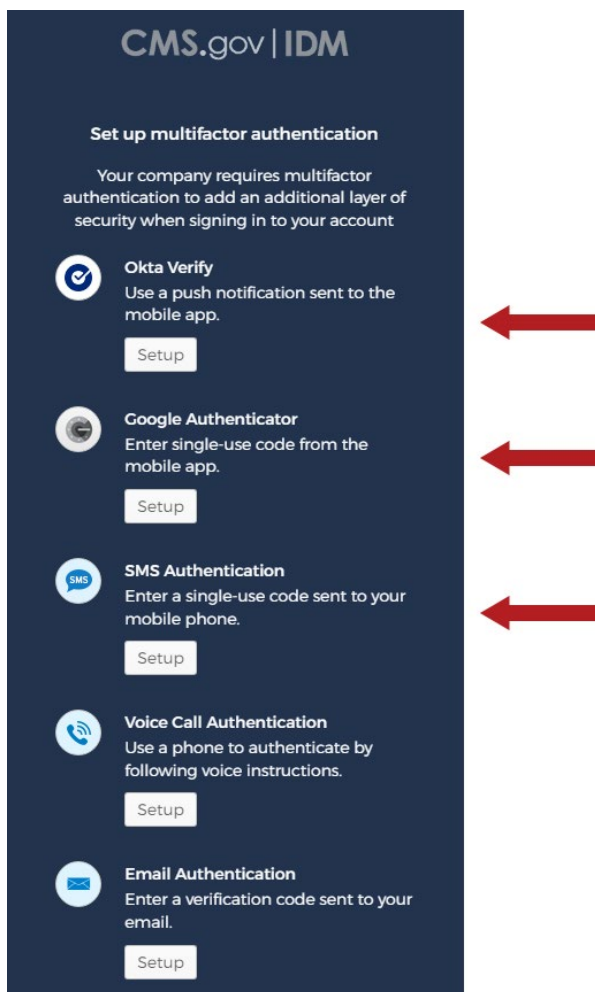 CMS.gov | IDM
Set up multifactor authentication
Your company requires multifactor
authentication to add an additional layer of
security when signing in to your account
Okta Verify
Use a push notification sent to the
mobile app.
Setup
Google Authenticator
Enter single-use code from the
mobile app.
Setup
SMS
SMS Authentication
Enter a single-use code sent to your
mobile phone.
Setup
Voice Call Authentication
Use a phone to authenticate by
following voice instructions.
Setup
Email Authentication
Enter a verification code sent to your
email.
Setup